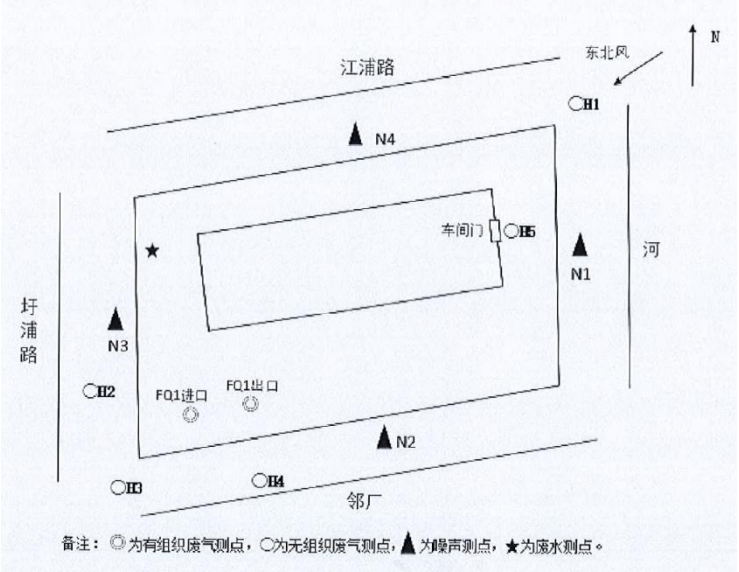 N
东北风
江浦路
H1
N4
车间门
H5
河
N1
圩浦路
N3
H2
FQ1进口
FQ1出口
N2
H3
H4
邻厂
备注：◎为有组织废气测点，○为无组织废气测点，▲为噪声测点，★为废水测点。